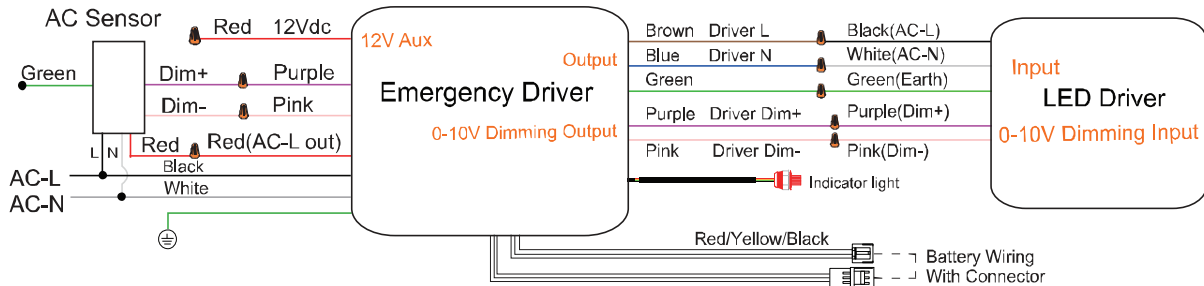 AC Sensor
Red 12Vdc
12V Aux
Green
Dim+ Purple
Dim- Pink
Red Red(AC-L out)
L N
Black
AC-L
White
AC-N
Emergency Driver
Output
0-10V Dimming Output
Brown Driver L Black(AC-L)
Blue Driver N White(AC-N)
Green Green(Earth)
Purple Driver Dim+ Purple(Dim+)
Pink Driver Dim- Pink(Dim-)
Indicator light
Input
LED Driver
0-10V Dimming Input
Red/Yellow/Black
Battery Wiring
With Connector